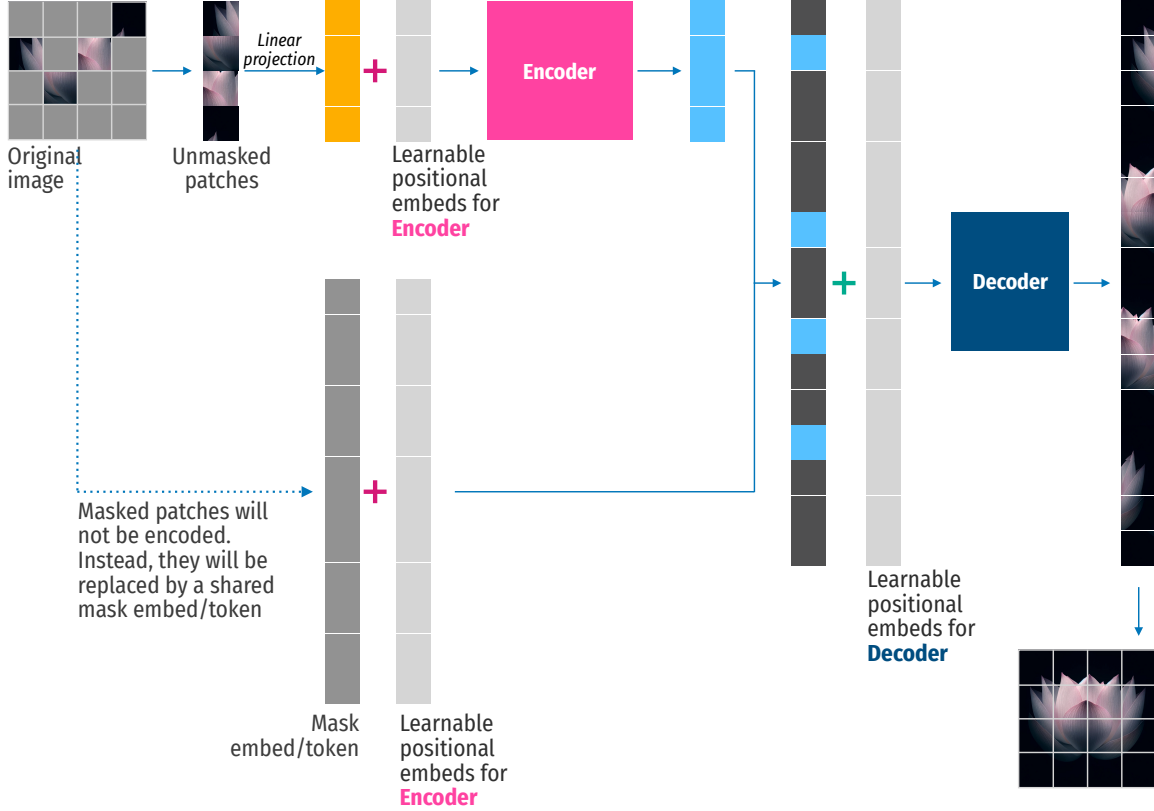 Linear
projection
Encoder
Original
image
Unmasked
patches
Learnable
positional
embeds for
Encoder
Decoder
Masked patches will
not be encoded.
Instead, they will be
replaced by a shared
mask embed/token
Learnable
positional
embeds for
Decoder
Mask
embed/token
Learnable
positional
embeds for
Encoder